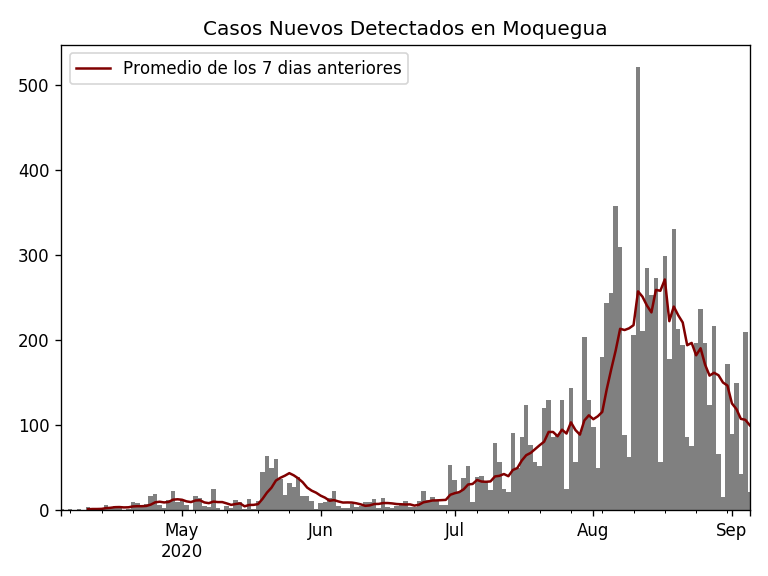 Casos Nuevos Detectados en Moquegua
Promedio de los 7 dias anteriores
500
400
300
200
100
0
May
2020
Jun
Jul
Aug
Sep